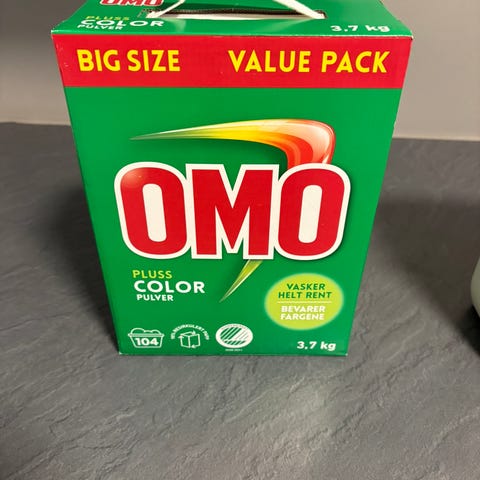 OMO
PLUSS
COLOR
PULVER
3,7 kg
BIG SIZE VALUE PACK
OMO
PLUSS
COLOR
PULVER
VASKER
HELT RENT
BEVARER
FARGENE
104
3,7 kg